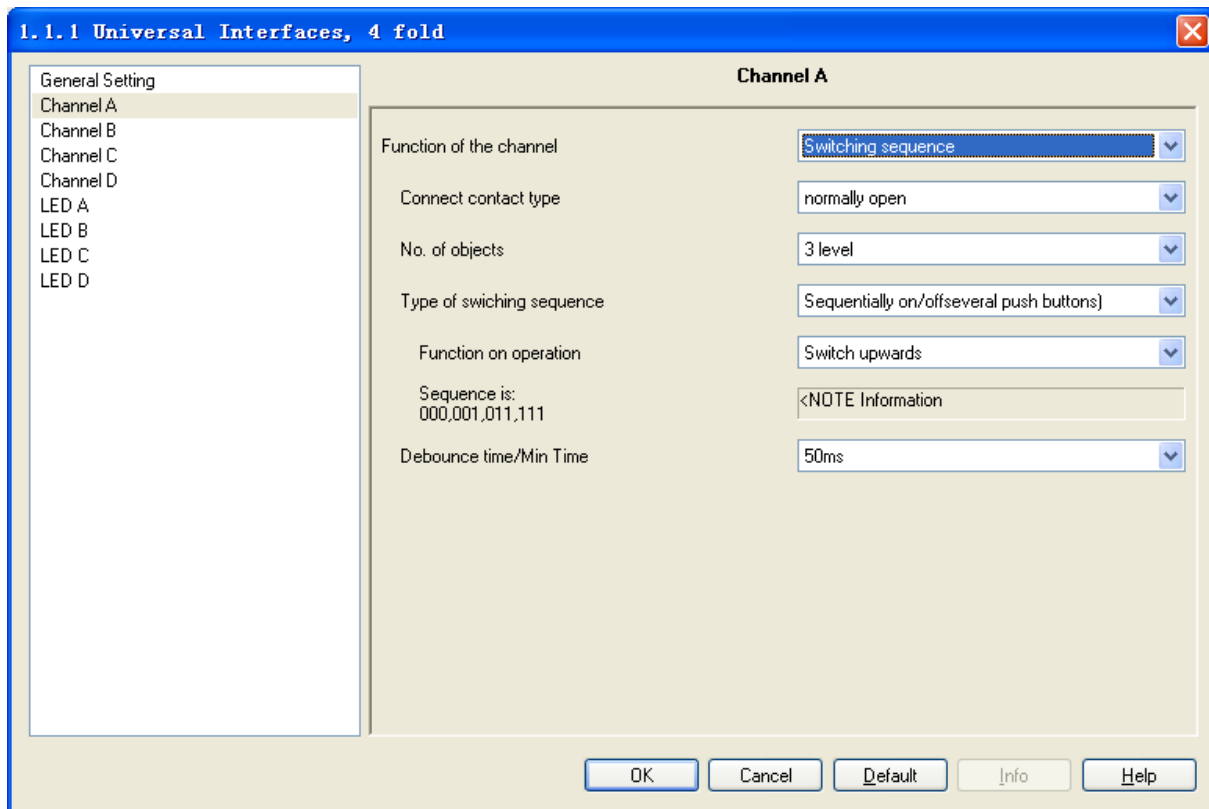 1.1.1 Universal Interfaces, 4 fold
General Setting
Channel A
Channel B
Channel C
Channel D
LED A
LED B
LED C
LED D
Channel A
Function of the channel
Switching sequence
Connect contact type
normally open
No. of objects
3 level
Type of swiching sequence
Sequentially on/offseveral push buttons)
Function on operation
Switch upwards
Sequence is:
000,001,011,111
<NOTE Information
Debounce time/Min Time
50ms
OK
Cancel
Default
Info
Help